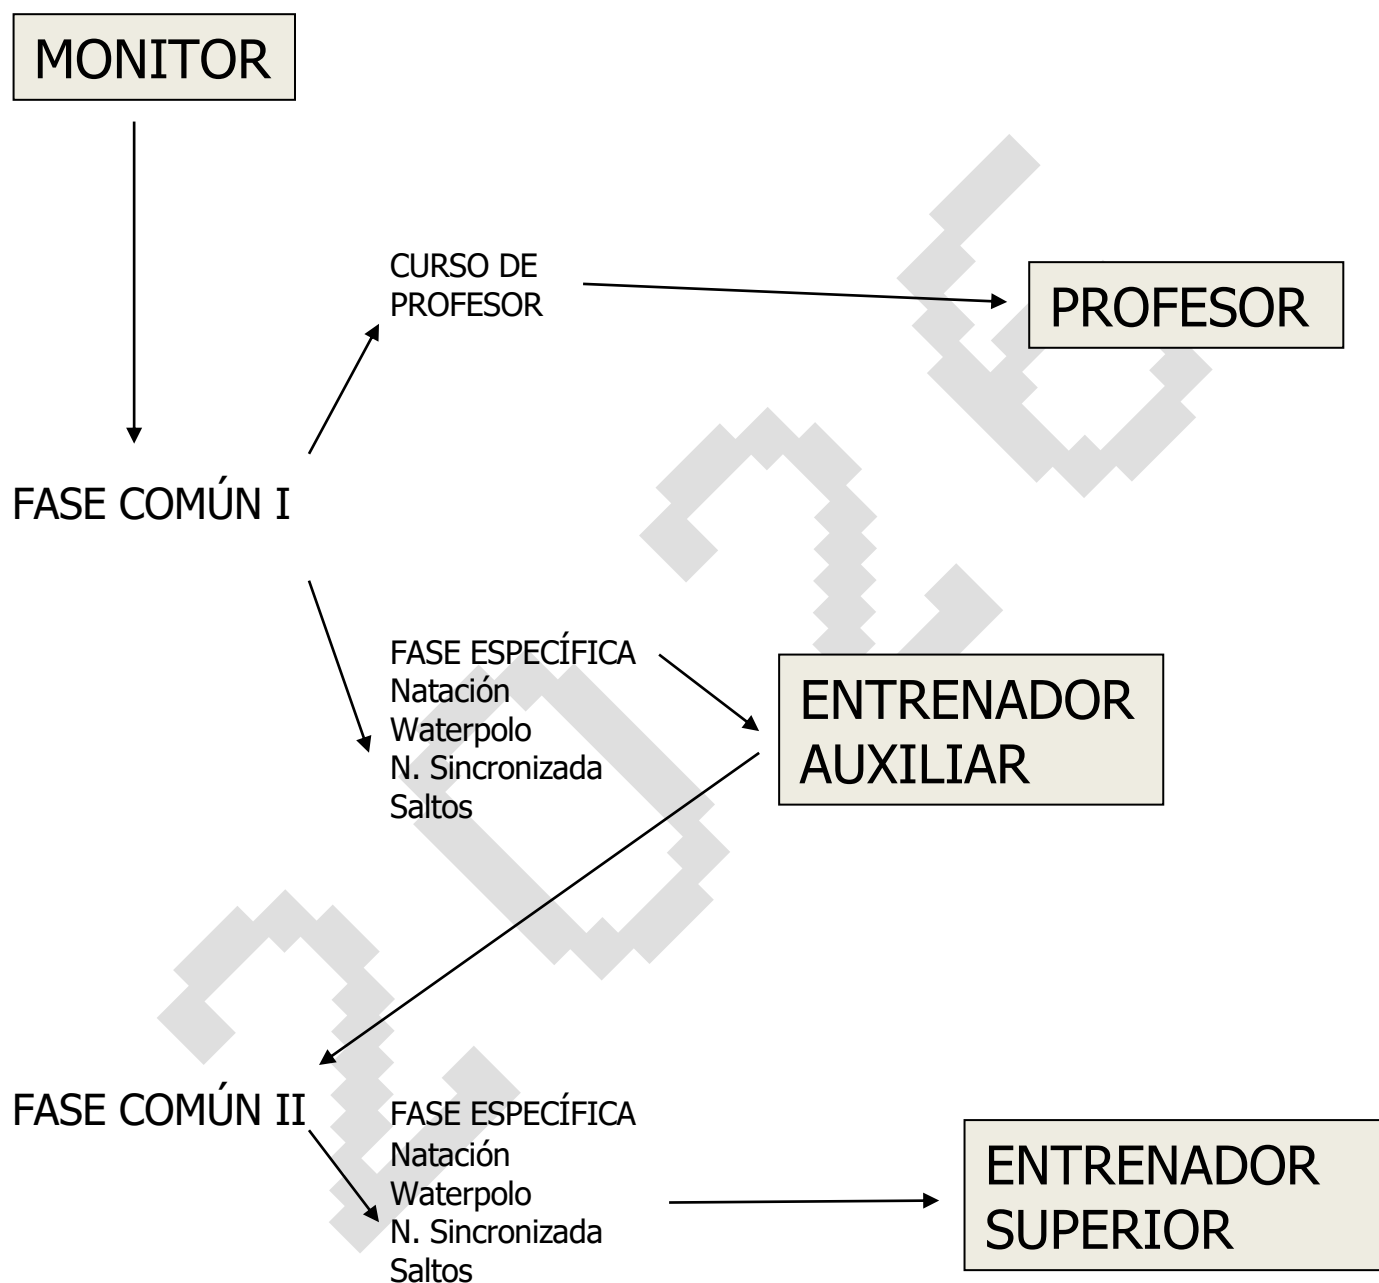 MONITOR
CURSO DE
PROFESOR
PROFESOR
FASE COMÚN I
FASE ESPECÍFICA
Natación
Waterpolo
N. Sincronizada
Saltos
ENTRENADOR
AUXILIAR
FASE COMÚN II
FASE ESPECÍFICA
Natación
Waterpolo
N. Sincronizada
Saltos
ENTRENADOR
SUPERIOR
2026